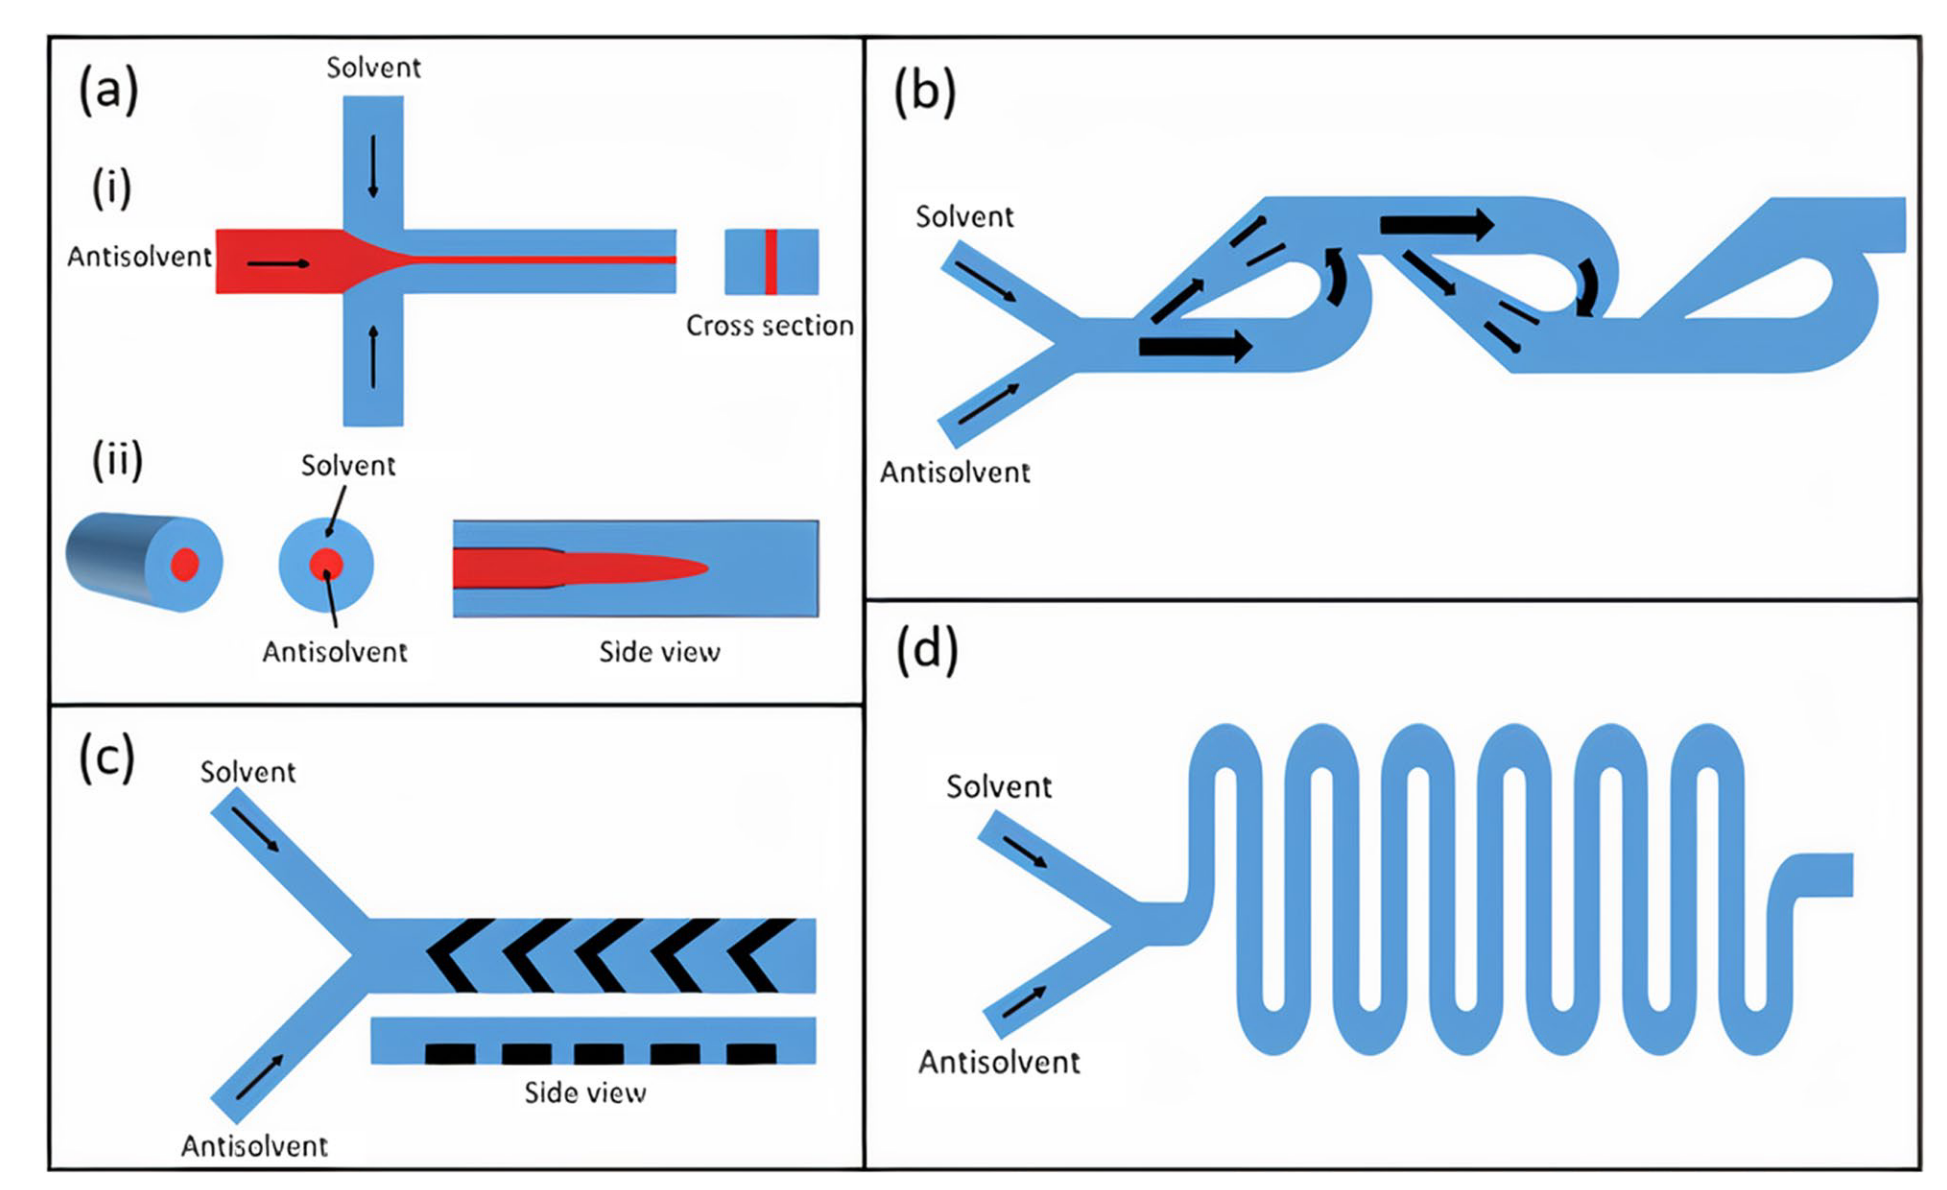 (a)
Solvent
(i)
Antisolvent
Cross section
(ii)
Solvent
Antisolvent
Side view
(b)
Solvent
Antisolvent
(c)
Solvent
Side view
Antisolvent
(d)
Solvent
Antisolvent